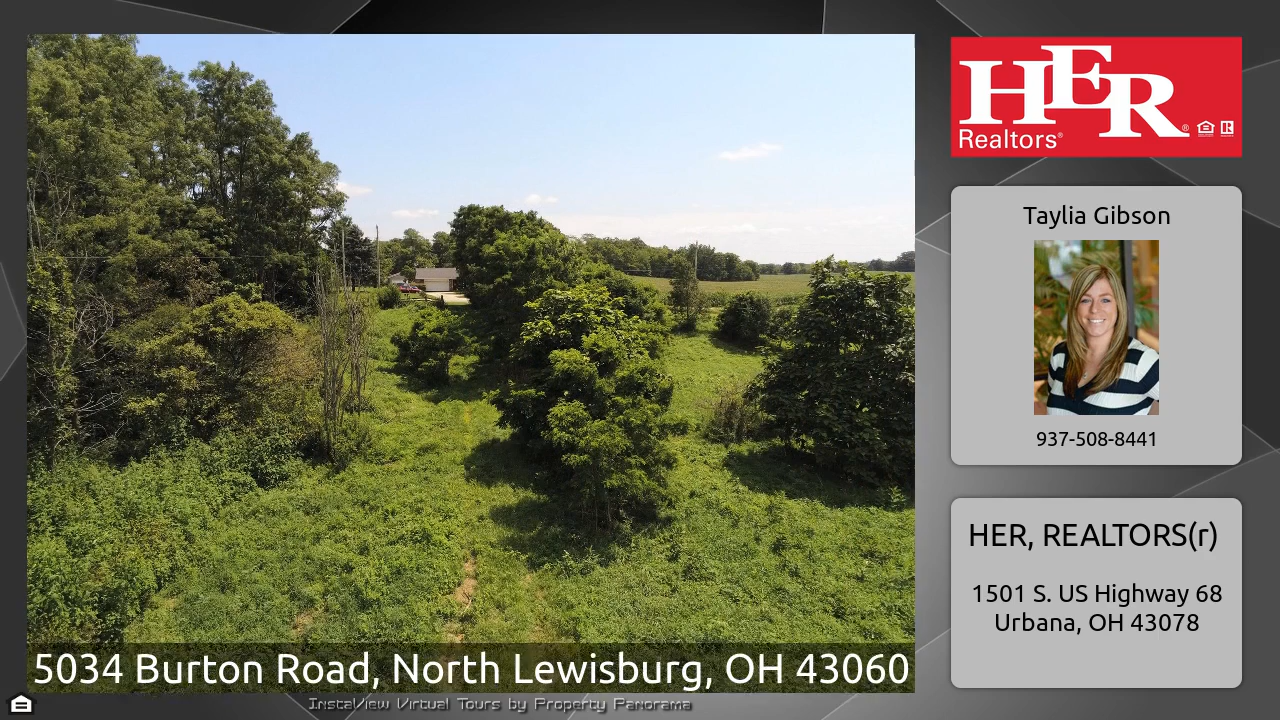 HER
Realtors®
®
Taylia Gibson
937-508-8441
HER, REALTORS(r)
1501 S. US Highway 68
Urbana, OH 43078
5034 Burton Road, North Lewisburg, OH 43060
InstaView Virtual Tours by Property Panorama